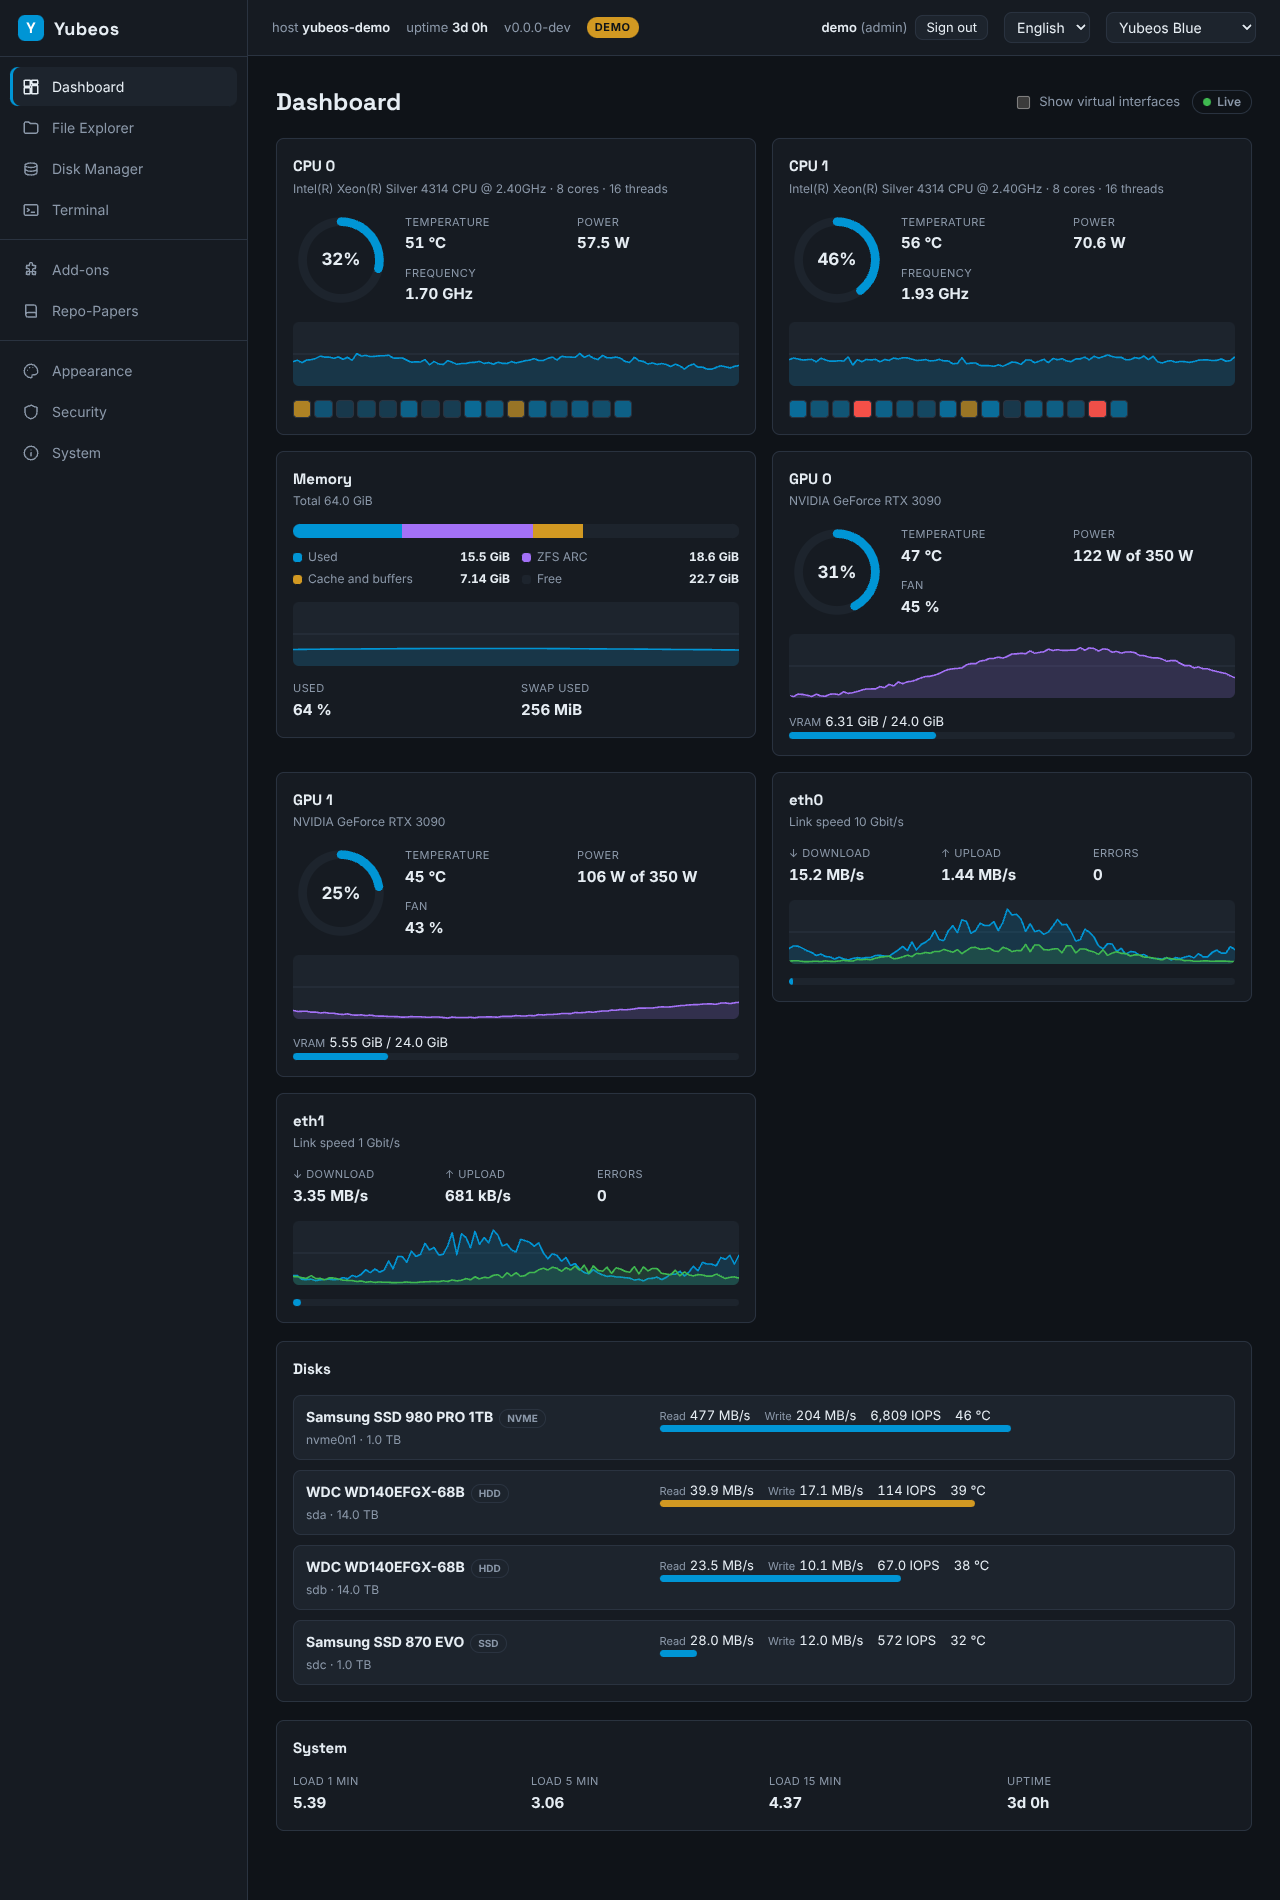 Y Yubeos
host yubeos-demo uptime 3d 0h v0.0.0-dev DEMO demo (admin) Sign out English Yubeos Blue
Dashboard
File Explorer
Disk Manager
Terminal
Add-ons
Repo-Papers
Appearance
Security
System
Dashboard
Show virtual interfaces Live
CPU 0
Intel(R) Xeon(R) Silver 4314 CPU @ 2.40GHz · 8 cores · 16 threads
32%
TEMPERATURE POWER
51 °C 57.5 W
FREQUENCY
1.70 GHz
CPU 1
Intel(R) Xeon(R) Silver 4314 CPU @ 2.40GHz · 8 cores · 16 threads
46%
TEMPERATURE POWER
56 °C 70.6 W
FREQUENCY
1.93 GHz
Memory
Total 64.0 GiB
Used 15.5 GiB ZFS ARC 18.6 GiB
Cache and buffers 7.14 GiB Free 22.7 GiB
USED SWAP USED
64 % 256 MiB
GPU 0
NVIDIA GeForce RTX 3090
31%
TEMPERATURE POWER
47 °C 122 W of 350 W
FAN
45 %
VRAM 6.31 GiB / 24.0 GiB
GPU 1
NVIDIA GeForce RTX 3090
25%
TEMPERATURE POWER
45 °C 106 W of 350 W
FAN
43 %
VRAM 5.55 GiB / 24.0 GiB
eth0
Link speed 10 Gbit/s
↓ DOWNLOAD ↑ UPLOAD ERRORS
15.2 MB/s 1.44 MB/s 0
eth1
Link speed 1 Gbit/s
↓ DOWNLOAD ↑ UPLOAD ERRORS
3.35 MB/s 681 kB/s 0
Disks
Samsung SSD 980 PRO 1TB NVME
nvme0n1 · 1.0 TB
Read 477 MB/s Write 204 MB/s 6,809 IOPS 46 °C
WDC WD140EFGX-68B HDD
sda · 14.0 TB
Read 39.9 MB/s Write 17.1 MB/s 114 IOPS 39 °C
WDC WD140EFGX-68B HDD
sdb · 14.0 TB
Read 23.5 MB/s Write 10.1 MB/s 67.0 IOPS 38 °C
Samsung SSD 870 EVO SSD
sdc · 1.0 TB
Read 28.0 MB/s Write 12.0 MB/s 572 IOPS 32 °C
System
LOAD 1 MIN LOAD 5 MIN LOAD 15 MIN UPTIME
5.39 3.06 4.37 3d 0h